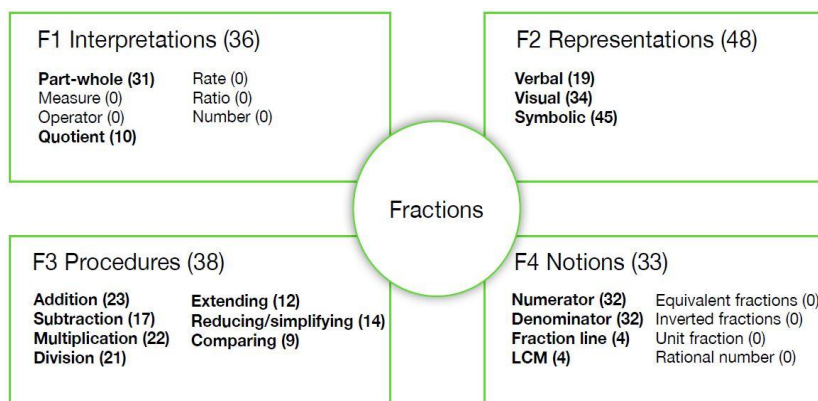 F1 Interpretations (36)
Part-whole (31)
Measure (0)
Operator (0)
Quotient (10)
Rate (0)
Ratio (0)
Number (0)
F2 Representations (48)
Verbal (19)
Visual (34)
Symbolic (45)
Fractions
F3 Procedures (38)
Addition (23)
Subtraction (17)
Multiplication (22)
Division (21)
Extending (12)
Reducing/simplifying (14)
Comparing (9)
F4 Notions (33)
Numerator (32)
Denominator (32)
Fraction line (4)
LCM (4)
Equivalent fractions (0)
Inverted fractions (0)
Unit fraction (0)
Rational number (0)